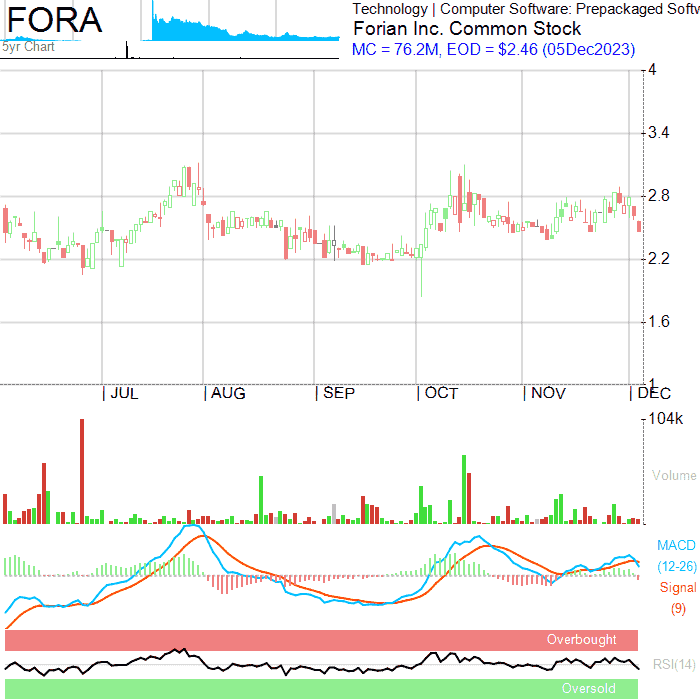 FORA
5yr Chart
Technology | Computer Software: Prepackaged Softw
Forian Inc. Common Stock
MC = 76.2M, EOD = $2.46 (05Dec2023)
4
3.4
2.8
2.2
1.6
1
| JUL | AUG | SEP | OCT | NOV | DEC
104k
Volume
MACD
(12-26)
Signal
(9)
Overbought
RSI(14)
Oversold